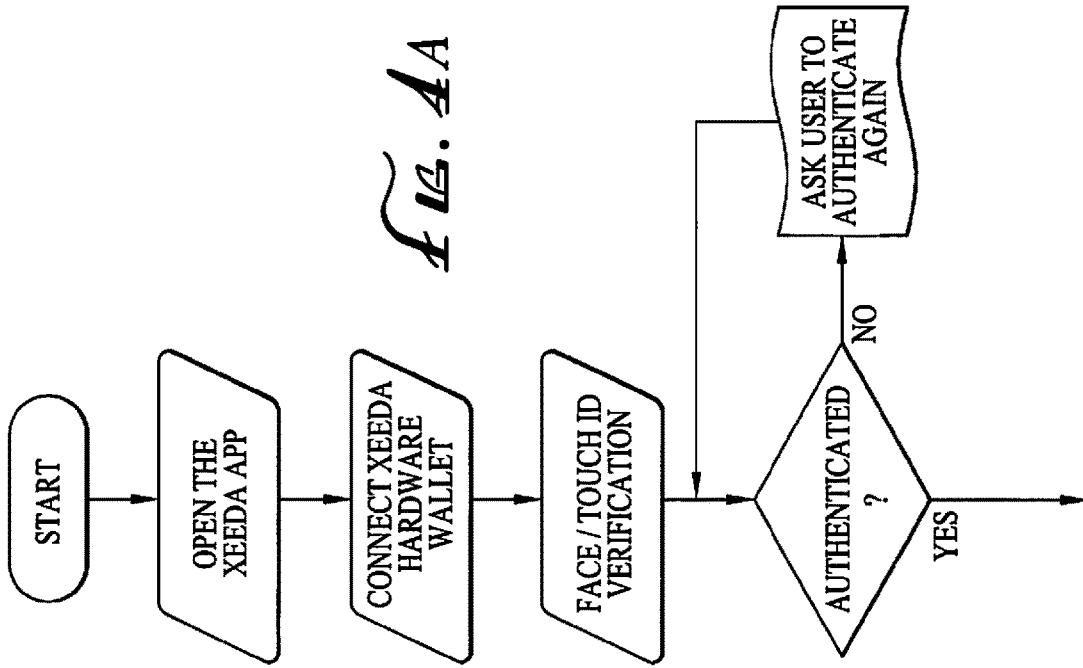 START
OPEN THE
XEEDA APP
CONNECT XEEDA
HARDWARE
WALLET
FACE / TOUCH ID
VERIFICATION
AUTHENTICATED
?
NO
YES
ASK USER TO
AUTHENTICATE
AGAIN
FIG. 4A